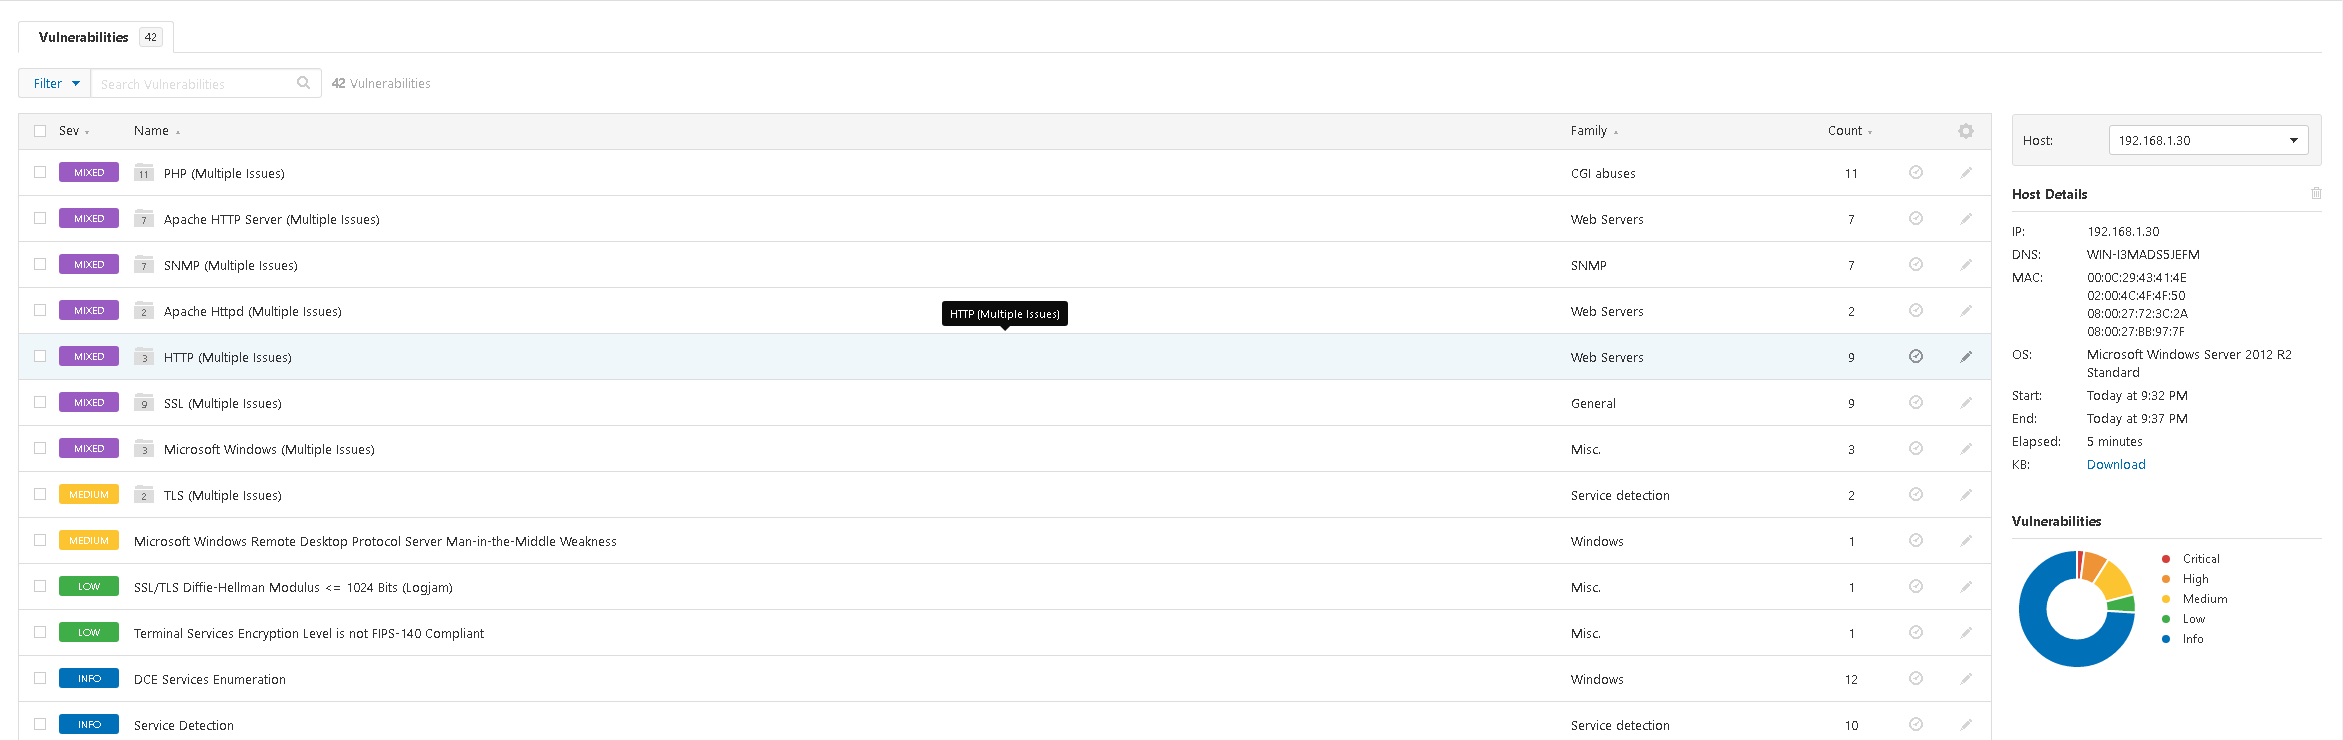 Vulnerabilities 42
Filter Search Vulnerabilities 42 Vulnerabilities
Sev Name Family Count
MIXED 11 PHP (Multiple Issues) CGI abuses 11
MIXED 7 Apache HTTP Server (Multiple Issues) Web Servers 7
MIXED 7 SNMP (Multiple Issues) SNMP 7
MIXED 2 Apache Httpd (Multiple Issues) Web Servers 2
HTTP (Multiple Issues)
MIXED 3 HTTP (Multiple Issues) Web Servers 9
MIXED 9 SSL (Multiple Issues) General 9
MIXED 3 Microsoft Windows (Multiple Issues) Misc. 3
MEDIUM 2 TLS (Multiple Issues) Service detection 2
MEDIUM Microsoft Windows Remote Desktop Protocol Server Man-in-the-Middle Weakness Windows 1
LOW SSL/TLS Diffie-Hellman Modulus <= 1024 Bits (Logjam) Misc. 1
LOW Terminal Services Encryption Level is not FIPS-140 Compliant Misc. 1
INFO DCE Services Enumeration Windows 12
INFO Service Detection Service detection 10
Host: 192.168.1.30
Host Details
IP: 192.168.1.30
DNS: WIN-I3MADS5JEFM
MAC: 00:0C:29:43:41:4E
02:00:4C:4F:4F:50
08:00:27:72:3C:2A
08:00:27:BB:97:7F
OS: Microsoft Windows Server 2012 R2
Standard
Start: Today at 9:32 PM
End: Today at 9:37 PM
Elapsed: 5 minutes
KB: Download
Vulnerabilities
Critical
High
Medium
Low
Info